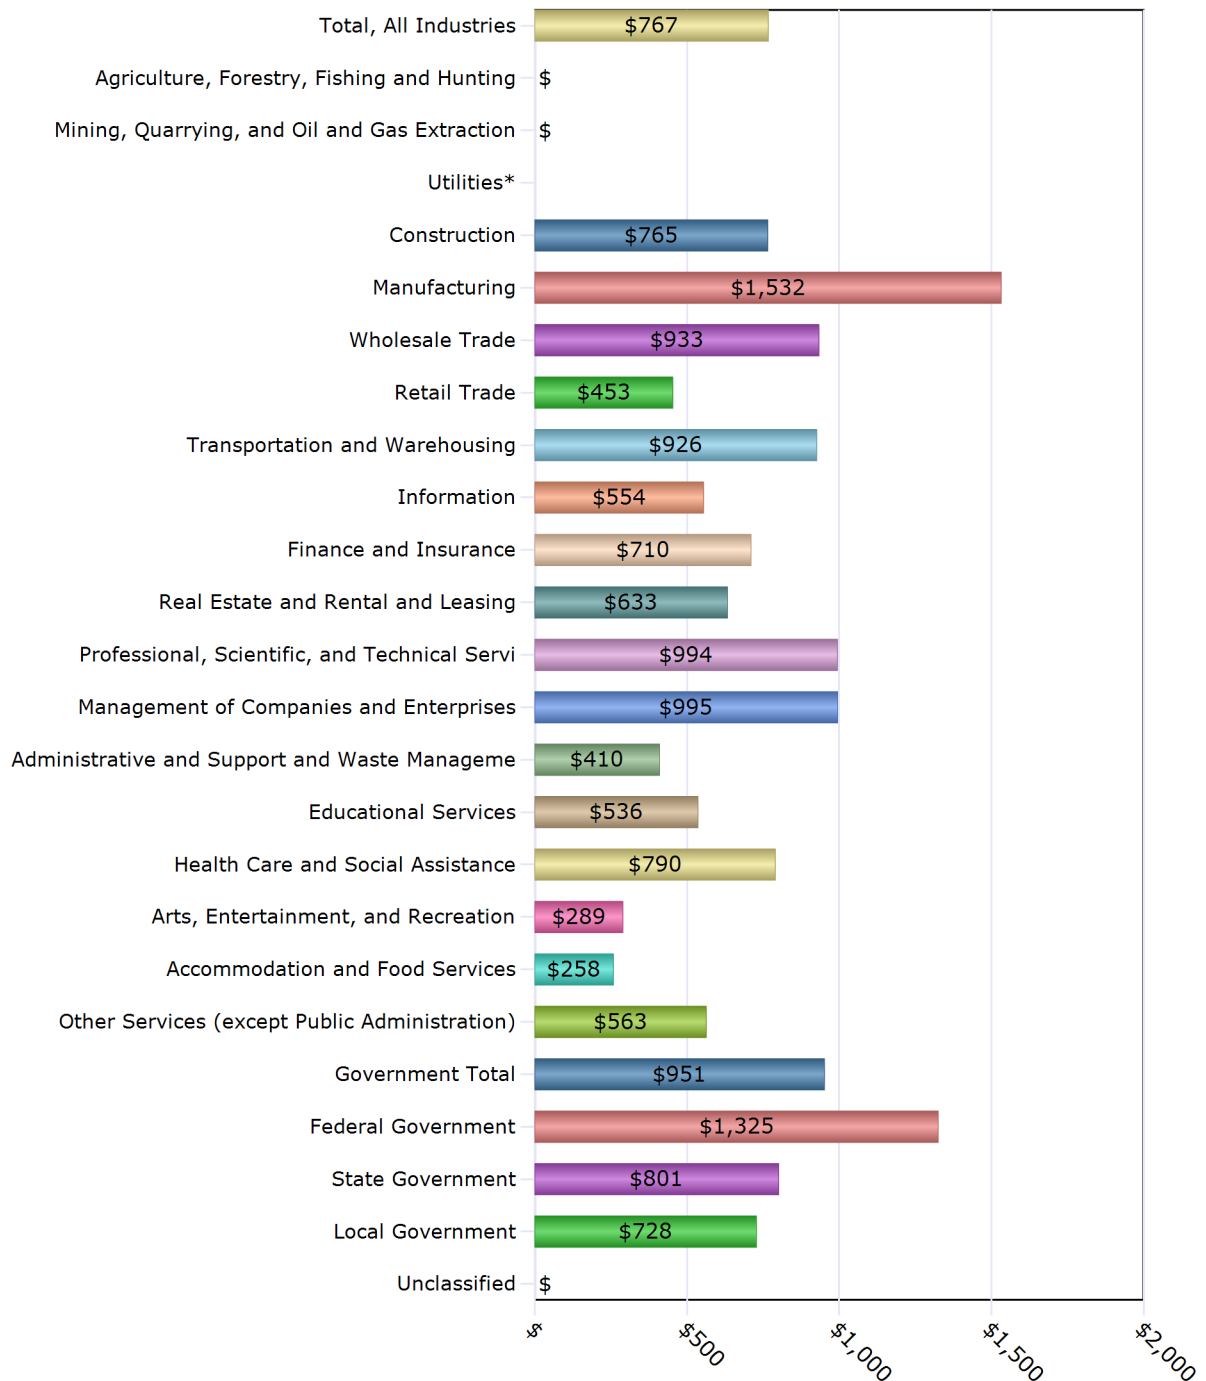 Total, All Industries $767
Agriculture, Forestry, Fishing and Hunting $
Mining, Quarrying, and Oil and Gas Extraction $
Utilities*
Construction $765
Manufacturing $1,532
Wholesale Trade $933
Retail Trade $453
Transportation and Warehousing $926
Information $554
Finance and Insurance $710
Real Estate and Rental and Leasing $633
Professional, Scientific, and Technical Servi $994
Management of Companies and Enterprises $995
Administrative and Support and Waste Manageme $410
Educational Services $536
Health Care and Social Assistance $790
Arts, Entertainment, and Recreation $289
Accommodation and Food Services $258
Other Services (except Public Administration) $563
Government Total $951
Federal Government $1,325
State Government $801
Local Government $728
Unclassified $
$ $500 $1,000 $1,500 $2,000